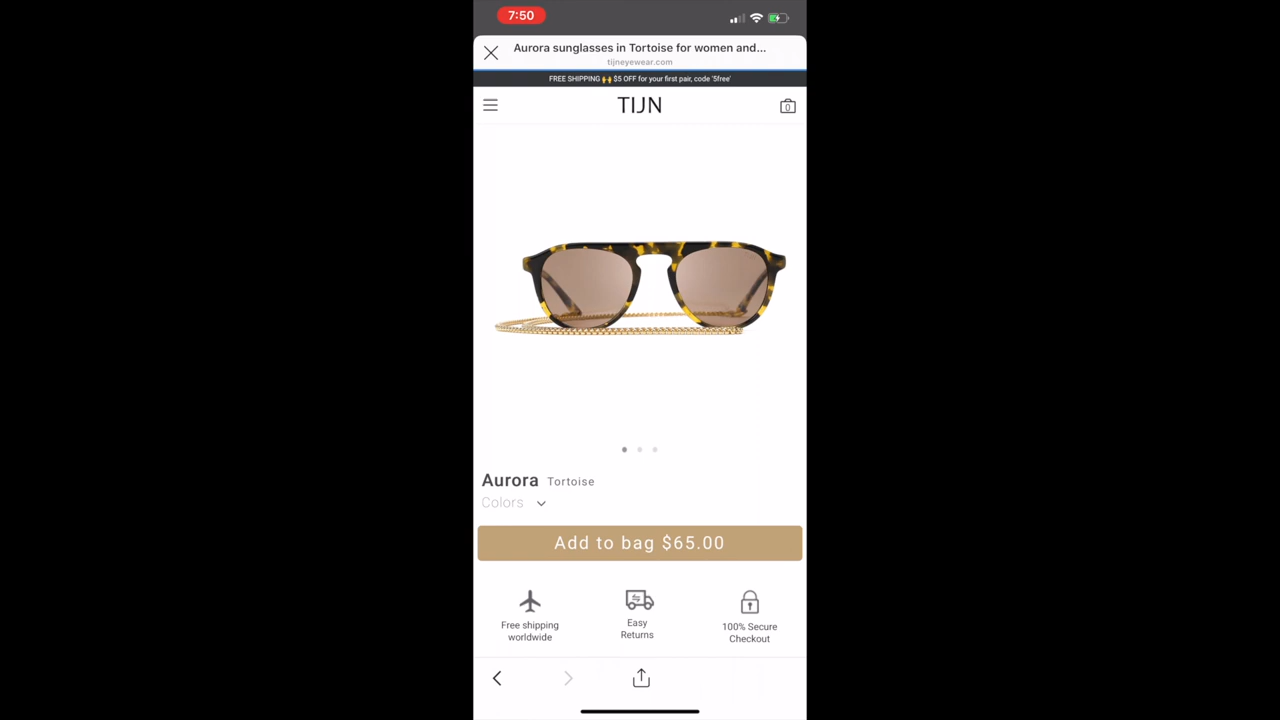 7:50
Aurora sunglasses in Tortoise for women and...
tijneyewear.com
FREE SHIPPING 🙌 $5 OFF for your first pair, code '5free'
TIJN
0
Aurora Tortoise
Colors
Add to bag $65.00
Free shipping
worldwide
Easy
Returns
100% Secure
Checkout